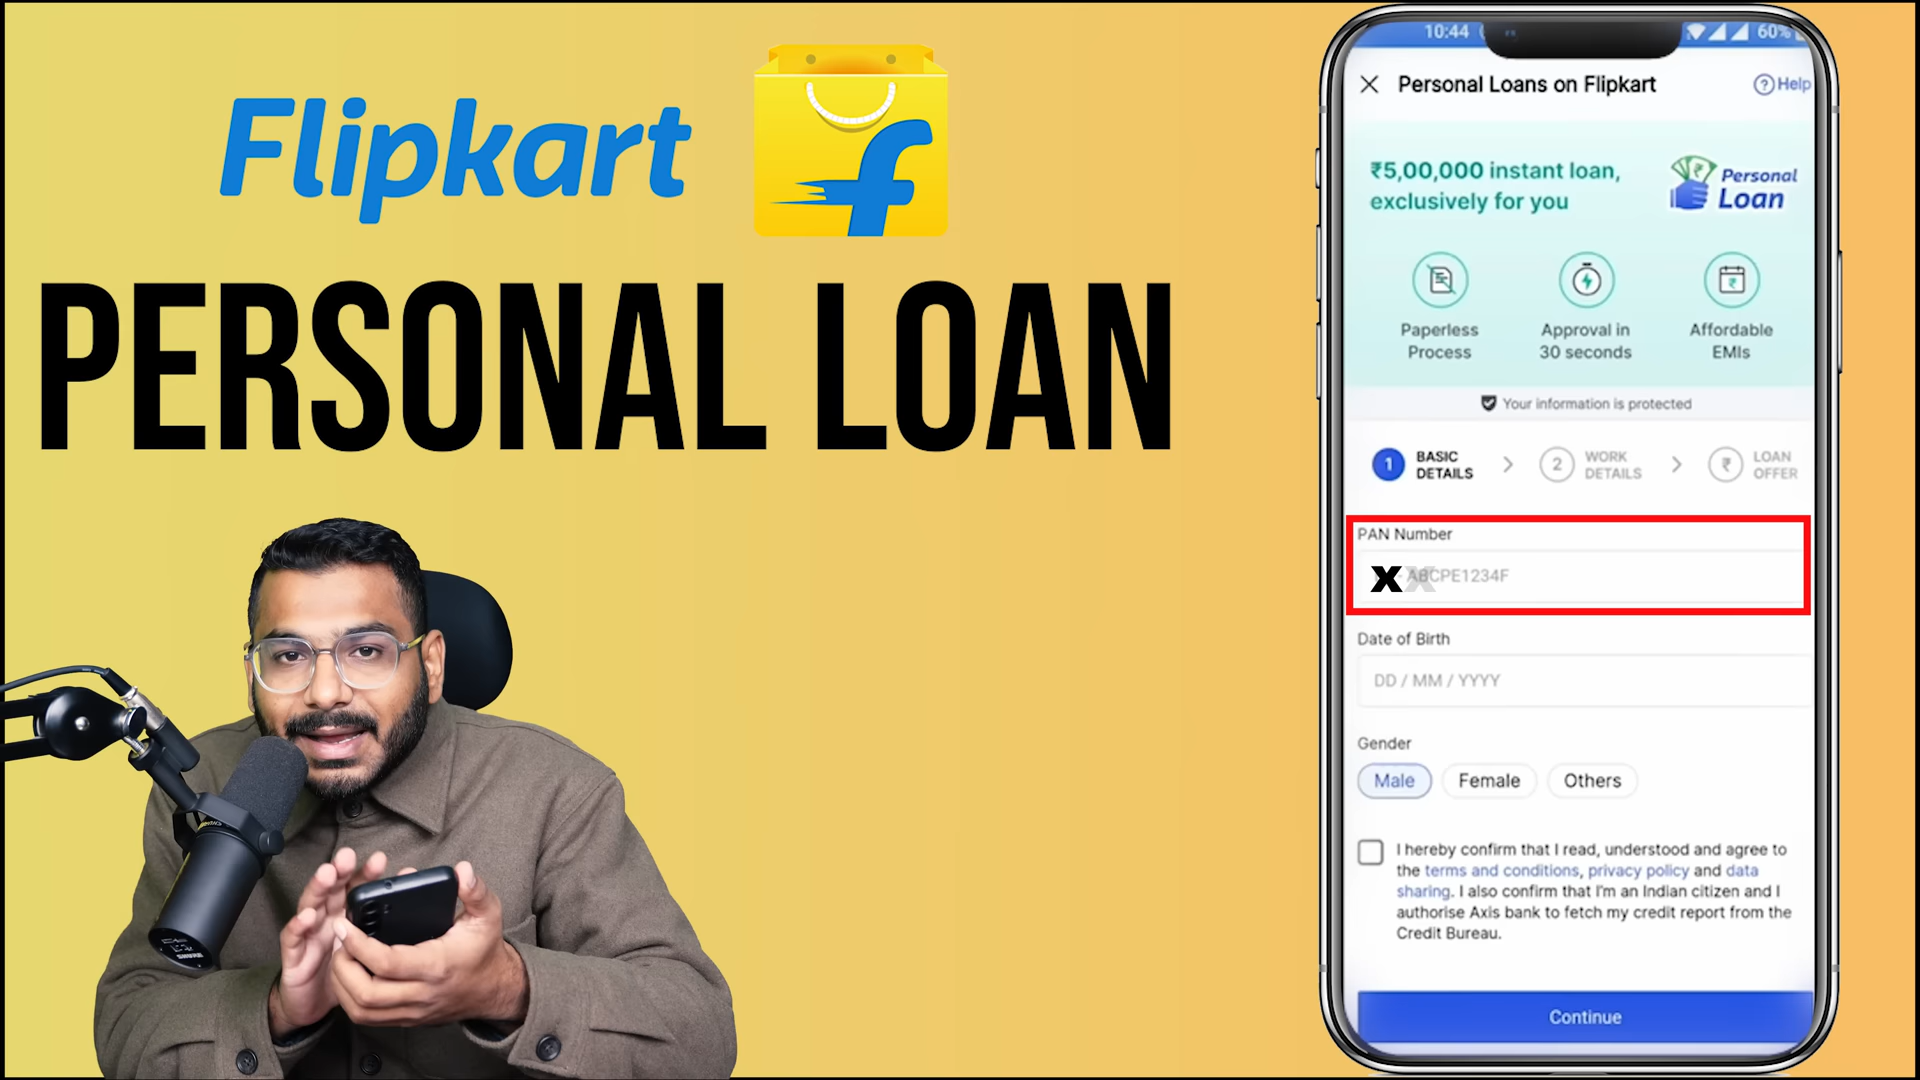 Flipkart
PERSONAL LOAN
10:44
60%
Personal Loans on Flipkart
Help
₹5,00,000 instant loan,
exclusively for you
Personal
Loan
Paperless
Process
Approval in
30 seconds
Affordable
EMIs
Your information is protected
1 BASIC
DETAILS
2 WORK
DETAILS
₹ LOAN
OFFER
PAN Number
XX ABCPE1234F
Date of Birth
DD / MM / YYYY
Gender
Male Female Others
I hereby confirm that I read, understood and agree to
the terms and conditions, privacy policy and data
sharing. I also confirm that I'm an Indian citizen and I
authorise Axis bank to fetch my credit report from the
Credit Bureau.
Continue